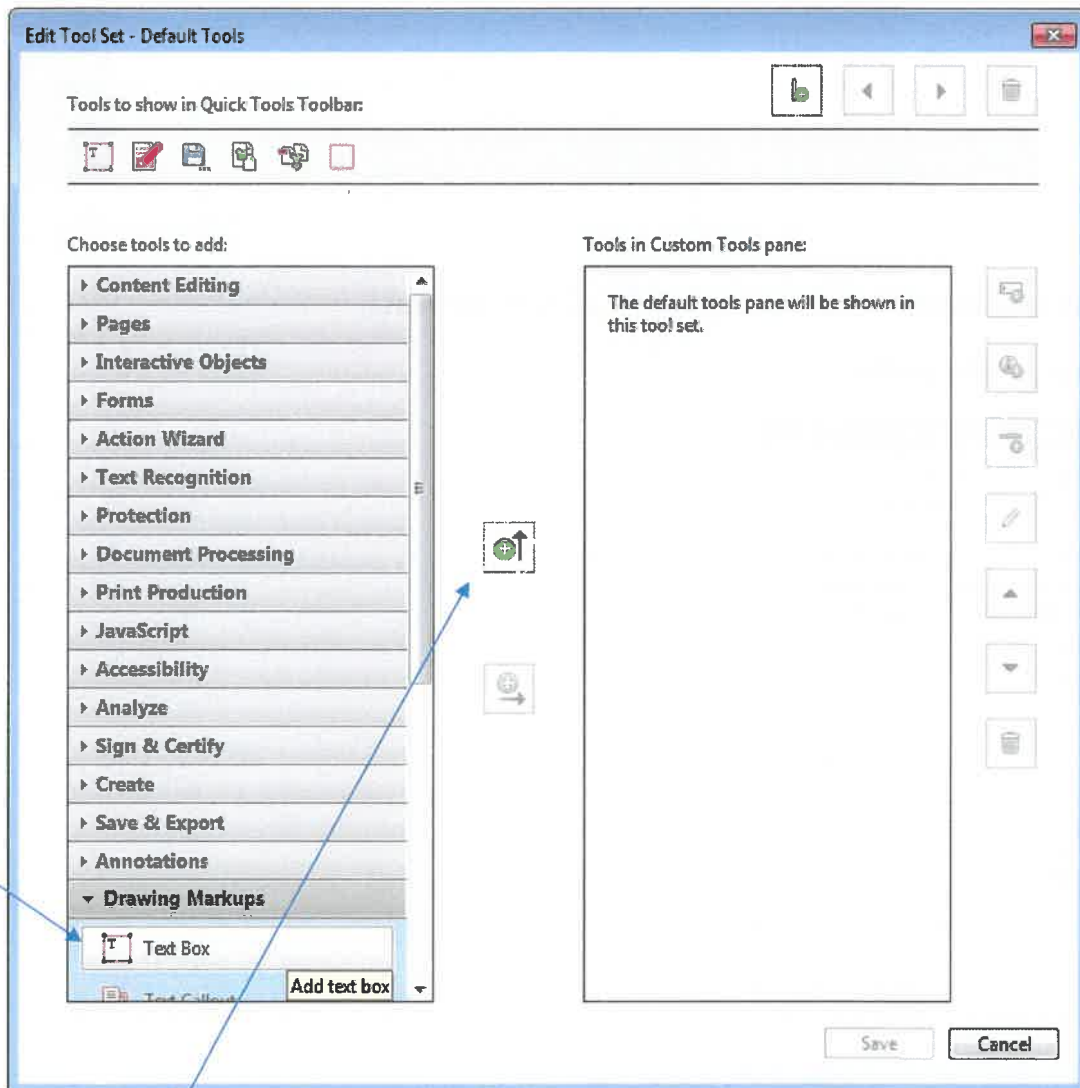 Edit Tool Set - Default Tools
Tools to show in Quick Tools Toolbar:
Choose tools to add:
Content Editing
Pages
Interactive Objects
Forms
Action Wizard
Text Recognition
Protection
Document Processing
Print Production
JavaScript
Accessibility
Analyze
Sign & Certify
Create
Save & Export
Annotations
Drawing Markups
T Text Box
Text Callout
Add text box
Tools in Custom Tools pane:
The default tools pane will be shown in
this tool set.
Save
Cancel